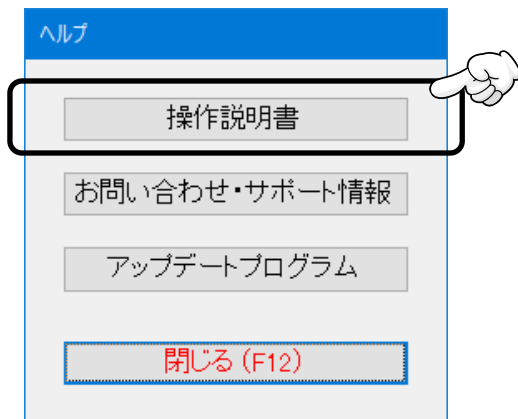 ヘルプ
操作説明書
お問い合わせ・サポート情報
アップデートプログラム
閉じる（F12）